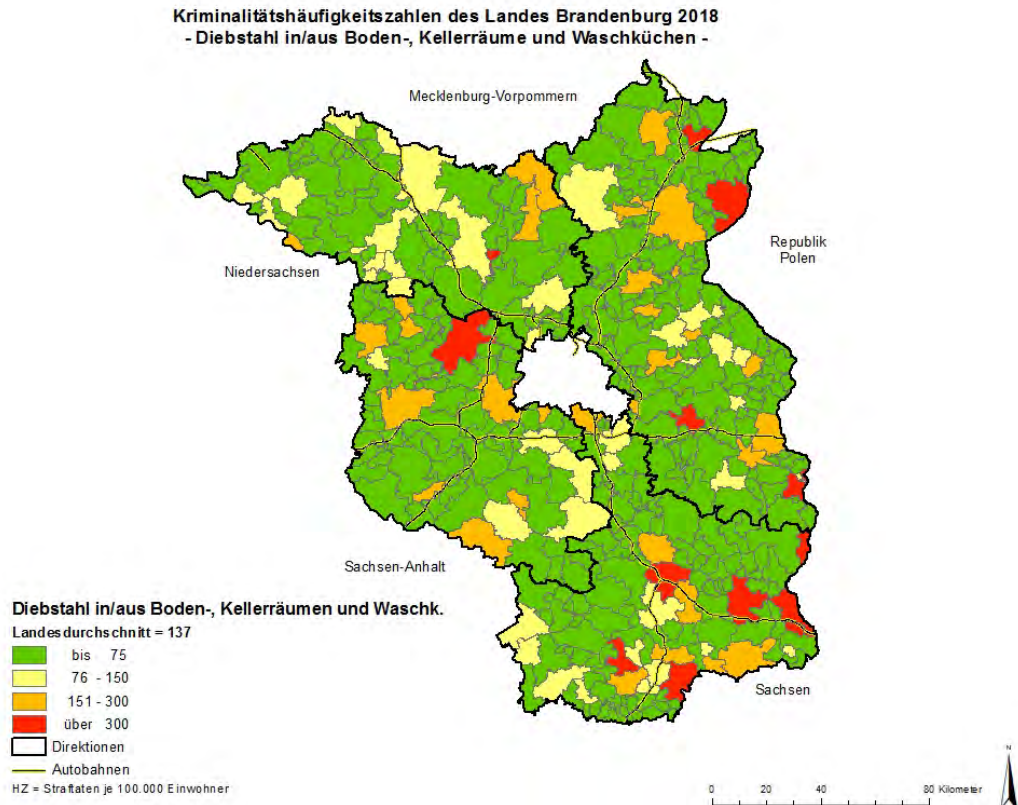 Kriminalitätshäufigkeitszahlen des Landes Brandenburg 2018
- Diebstahl in/aus Boden-, Kellerräume und Waschküchen -
Mecklenburg-Vorpommern
Republik
Polen
Niedersachsen
Sachsen-Anhalt
Sachsen
Diebstahl in/aus Boden-, Kellerräumen und Waschk.
Landesdurchschnitt = 137
bis 75
76 - 150
151 - 300
über 300
Direktionen
Autobahnen
HZ = Straftaten je 100.000 Einwohner
0 20 40 80 Kilometer
N